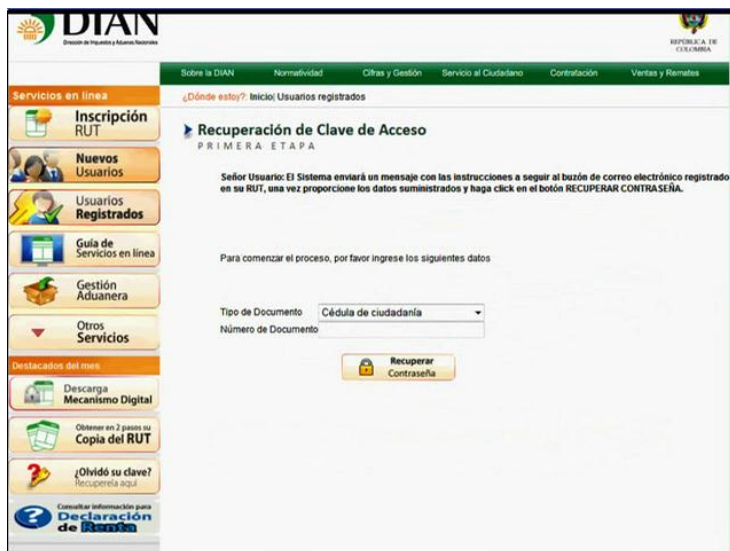 DIAN
Dirección de Impuestos y Aduanas Nacionales
REPÚBLICA DE
COLOMBIA
Sobre la DIAN Normatividad Cifras y Gestión Servicio al Ciudadano Contratación Ventas y Remates
Servicios en línea
¿Dónde estoy?: Inicio| Usuarios registrados
Inscripción
RUT
Nuevos
Usuarios
Usuarios
Registrados
Guía de
Servicios en línea
Gestión
Aduanera
Otros
Servicios
Destacados del mes
Descarga
Mecanismo Digital
Obtener en 2 pasos su
Copia del RUT
¿Olvidó su clave?
Recuperela aquí
Consultar información para
Declaración
de Renta
Recuperación de Clave de Acceso
PRIMERA ETAPA
Señor Usuario: El Sistema enviará un mensaje con las instrucciones a seguir al buzón de correo electrónico registrado
en su RUT, una vez proporcione los datos suministrados y haga click en el botón RECUPERAR CONTRASEÑA.
Para comenzar el proceso, por favor ingrese los siguientes datos
Tipo de Documento Cédula de ciudadanía
Número de Documento
Recuperar
Contraseña